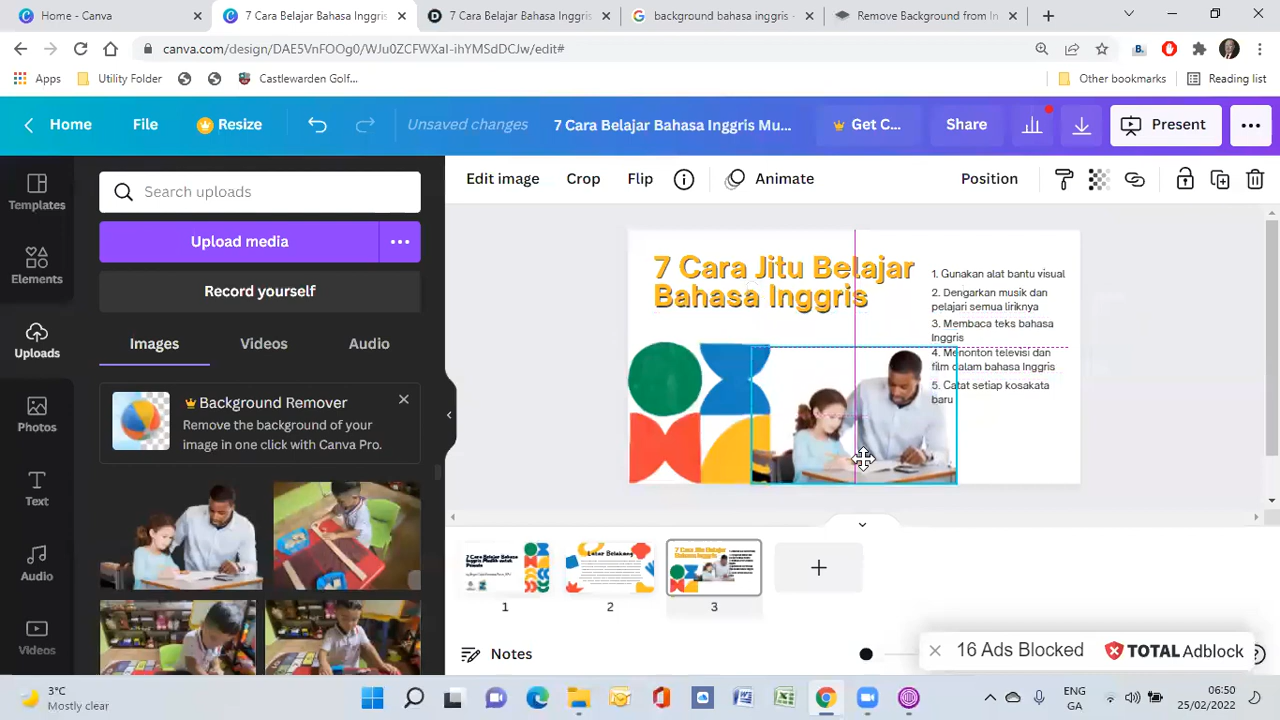 Home - Canva
7 Cara Belajar Bahasa Inggris
7 Cara Belajar Bahasa Inggris
background bahasa inggris -
Remove Background from In
canva.com/design/DAE5VnFOOg0/WJu0ZCFWXaI-ihYMSdDCJw/edit#
Apps
Utility Folder
Castlewarden Golf...
Other bookmarks
Reading list
Home
File
Resize
Unsaved changes
7 Cara Belajar Bahasa Inggris Mu...
Get C...
Share
Present
Templates
Elements
Uploads
Photos
Text
Audio
Videos
Search uploads
Upload media
Record yourself
Images
Videos
Audio
Background Remover
Remove the background of your
image in one click with Canva Pro.
Edit image
Crop
Flip
Animate
Position
7 Cara Jitu Belajar
Bahasa Inggris
1. Gunakan alat bantu visual
2. Dengarkan musik dan
pelajari semua liriknya
3. Membaca teks bahasa
Inggris
4. Menonton televisi dan
film dalam bahasa Inggris
5. Catat setiap kosakata
baru
1
2
3
Notes
16 Ads Blocked
TOTAL Adblock
3°C
Mostly clear
ENG
GA
06:50
25/02/2022